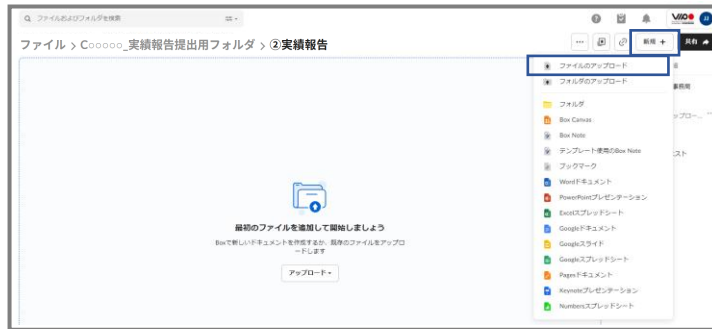 ファイルおよびフォルダを検索
ファイル > C○○○○○_実績報告提出用フォルダ > ②実績報告
新規 +
共有
ファイルのアップロード
フォルダのアップロード
フォルダ
Box Canvas
Box Note
テンプレート使用のBox Note
ブックマーク
Wordドキュメント
PowerPointプレゼンテーション
Excelスプレッドシート
Googleドキュメント
Googleスライド
Googleスプレッドシート
Pagesドキュメント
Keynoteプレゼンテーション
Numbersスプレッドシート
事務局
最初のファイルを追加して開始しましょう
Boxで新しいドキュメントを作成するか、既存のファイルをアップロ
ードします
アップロード